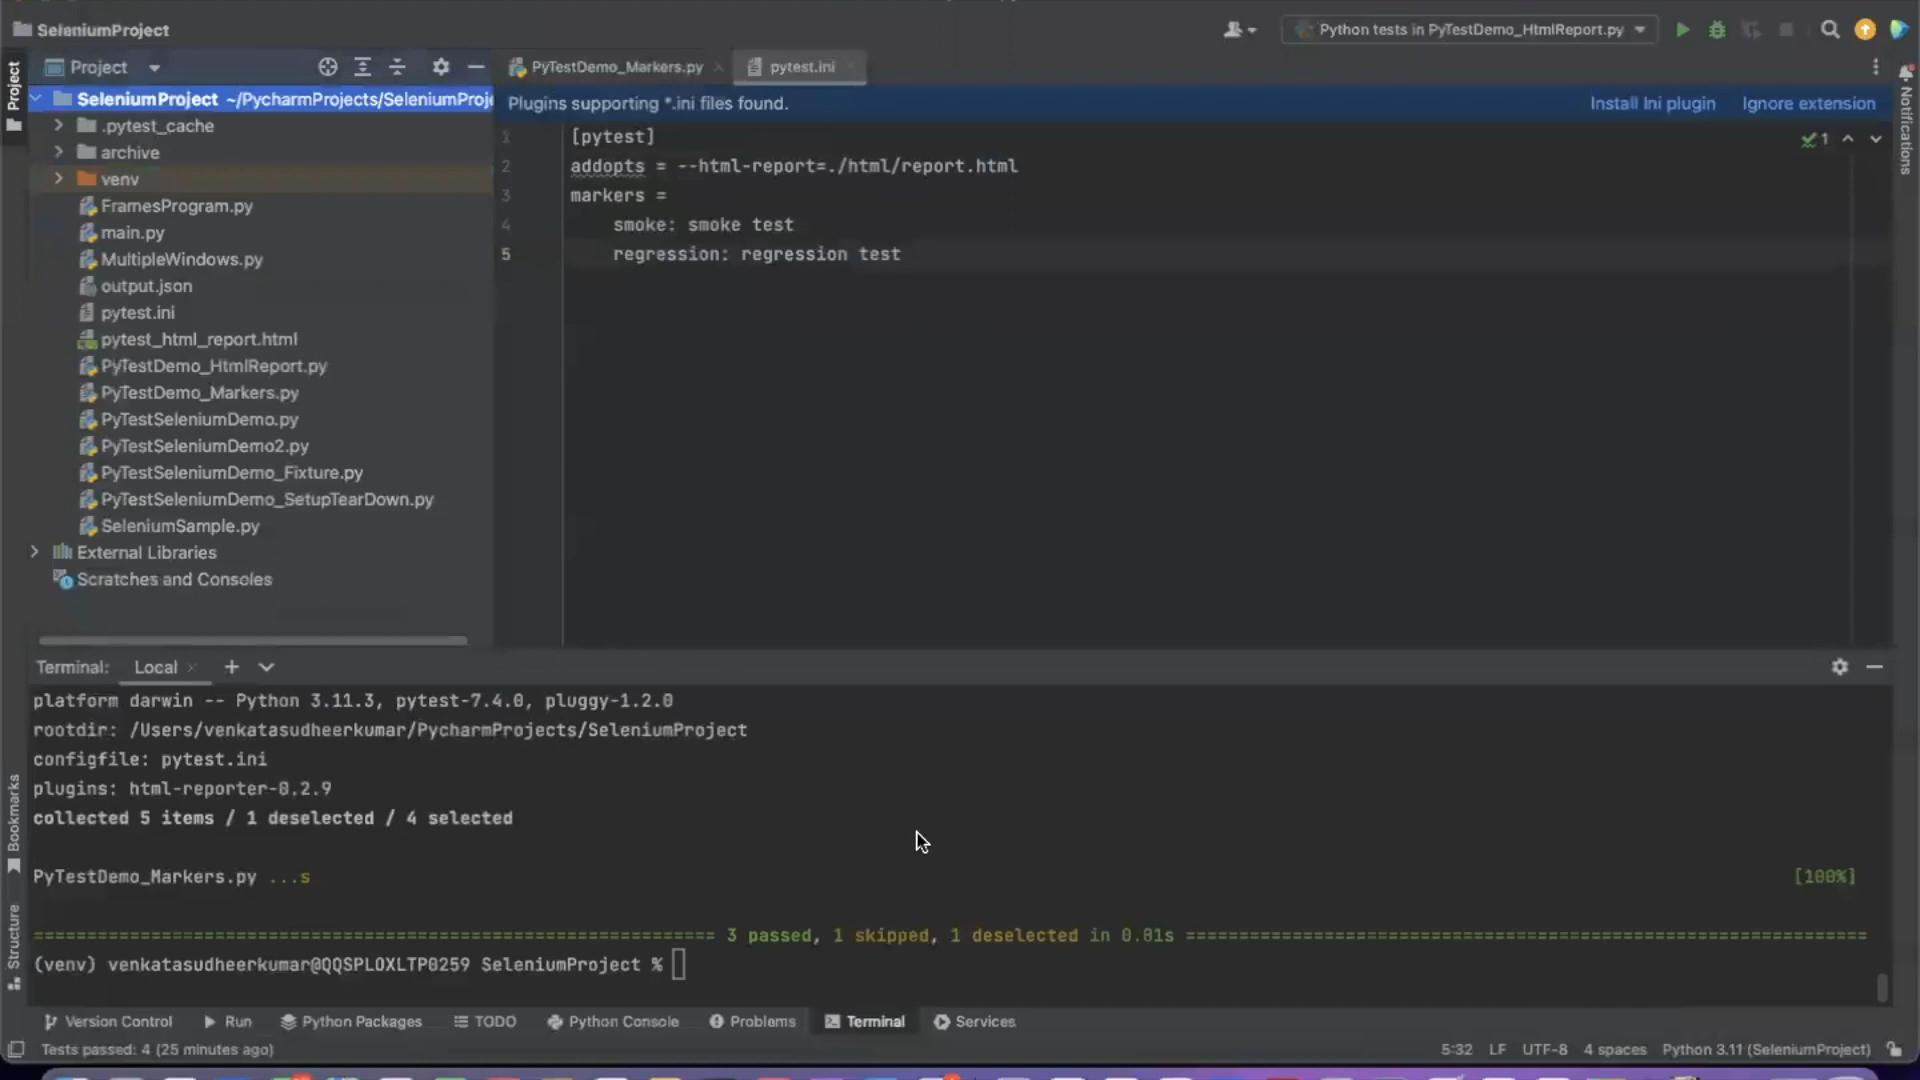 SeleniumProject
Python tests in PyTestDemo_HtmlReport.py
Project
Project
PyTestDemo_Markers.py
pytest.ini
SeleniumProject ~/PycharmProjects/SeleniumProje
.pytest_cache
archive
venv
FramesProgram.py
main.py
MultipleWindows.py
output.json
pytest.ini
pytest_html_report.html
PyTestDemo_HtmlReport.py
PyTestDemo_Markers.py
PyTestSeleniumDemo.py
PyTestSeleniumDemo2.py
PyTestSeleniumDemo_Fixture.py
PyTestSeleniumDemo_SetupTearDown.py
SeleniumSample.py
External Libraries
Scratches and Consoles
Plugins supporting *.ini files found.
Install Ini plugin
Ignore extension
Notifications
1
1 [pytest]
2 addopts = --html-report=./html/report.html
3 markers =
4 smoke: smoke test
5 regression: regression test
Terminal:
Local
platform darwin -- Python 3.11.3, pytest-7.4.0, pluggy-1.2.0
rootdir: /Users/venkatasudheerkumar/PycharmProjects/SeleniumProject
configfile: pytest.ini
plugins: html-reporter-0.2.9
collected 5 items / 1 deselected / 4 selected
PyTestDemo_Markers.py ...s [100%]
================================================================ 3 passed, 1 skipped, 1 deselected in 0.01s ================================================================
(venv) venkatasudheerkumar@QQSPLOXLTP0259 SeleniumProject %
Bookmarks
Structure
Version Control
Run
Python Packages
TODO
Python Console
Problems
Terminal
Services
Tests passed: 4 (25 minutes ago)
5:32
LF
UTF-8
4 spaces
Python 3.11 (SeleniumProject)